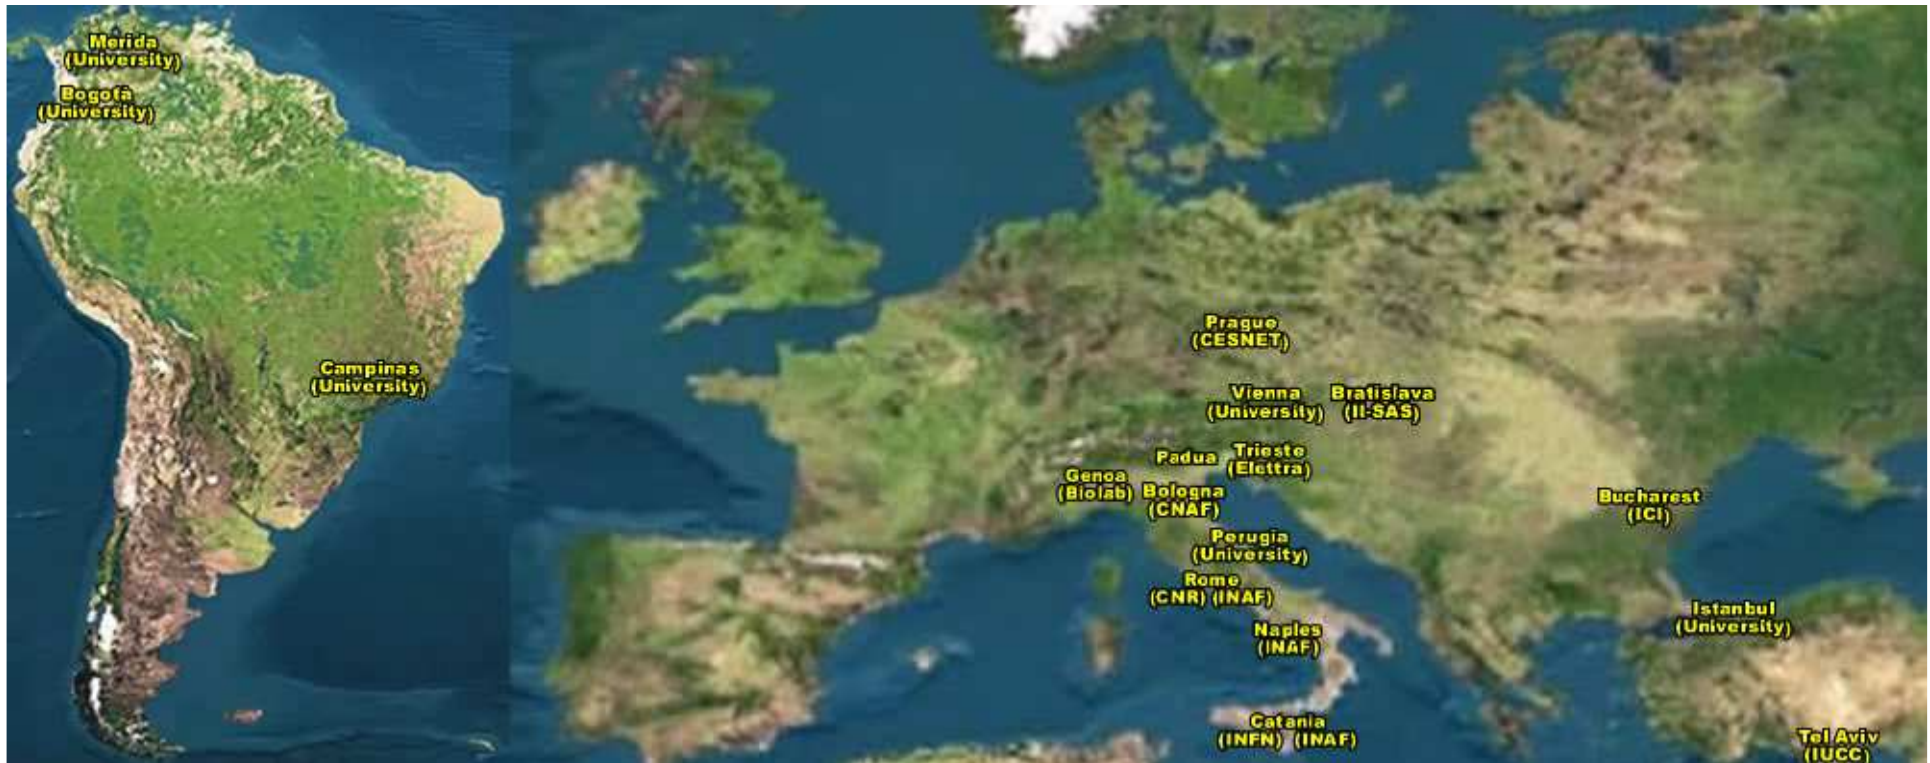 Merida
(University)
Bogotà
(University)
Campinas
(University)
Prague
(CESNET)
Vienna
(University)
Bratislava
(II-SAS)
Padua
Trieste
(Elettra)
Genoa
(Biolab)
Bologna
(CNAF)
Bucharest
(ICI)
Perugia
(University)
Rome
(CNR) (INAF)
Istanbul
(University)
Naples
(INAF)
Catania
(INFN) (INAF)
Tel Aviv
(IUCC)